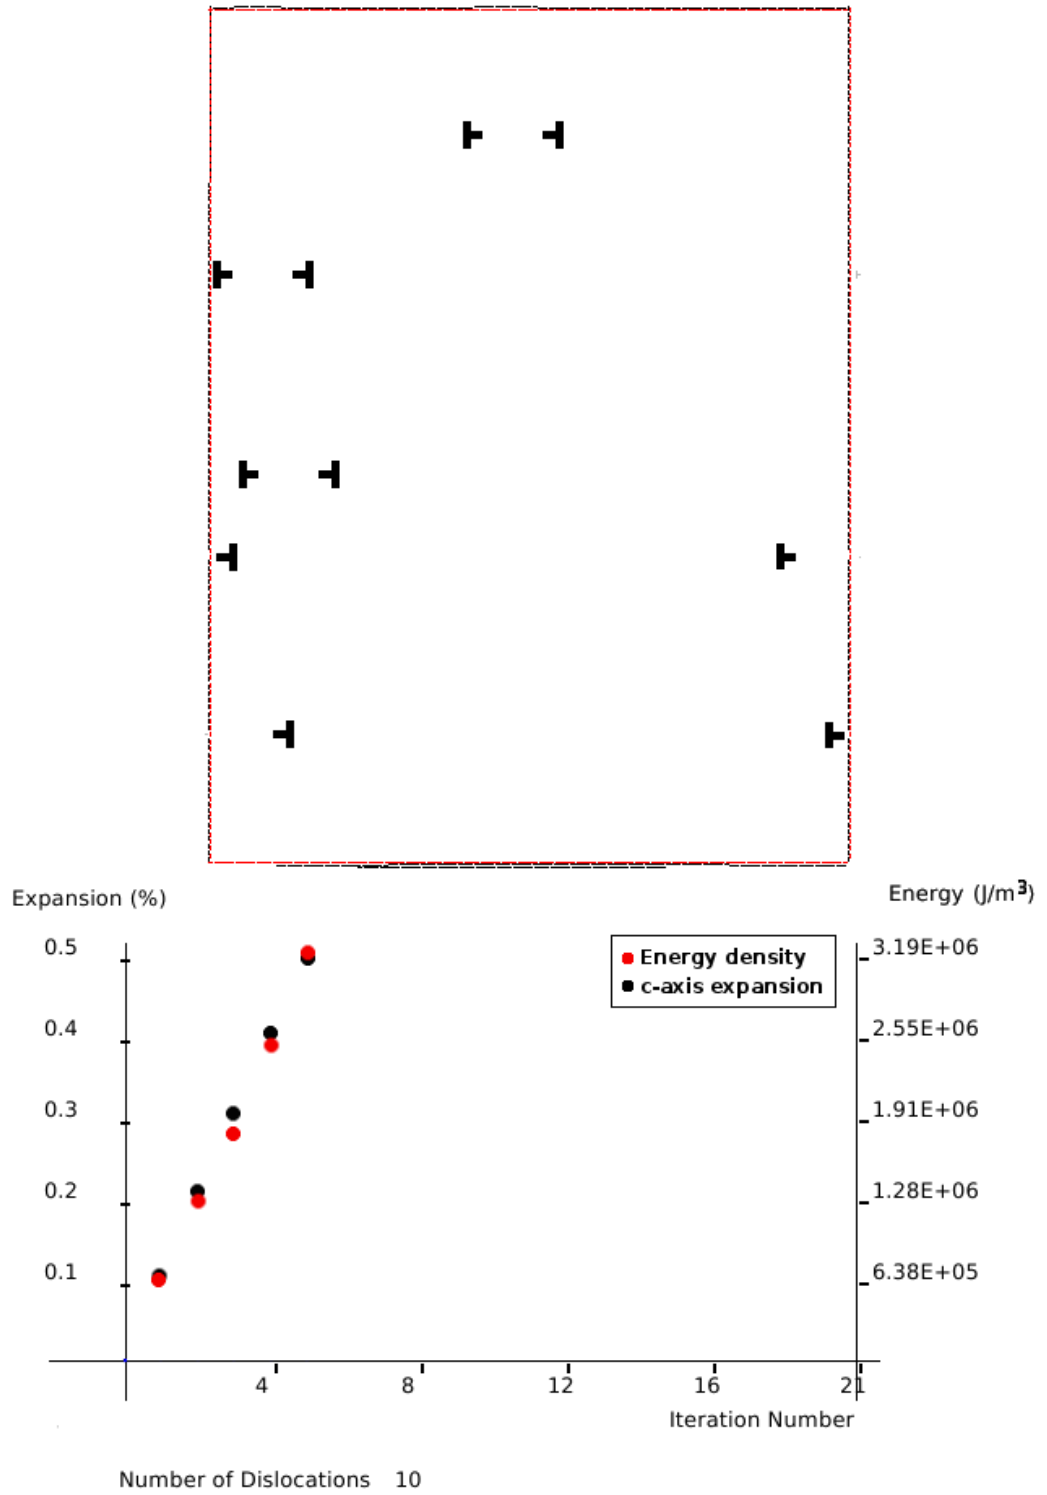 Expansion (%)
Energy (J/m³)
0.5
3.19E+06
Energy density
c-axis expansion
0.4
2.55E+06
0.3
1.91E+06
0.2
1.28E+06
0.1
6.38E+05
4 8 12 16 21
Iteration Number
Number of Dislocations 10